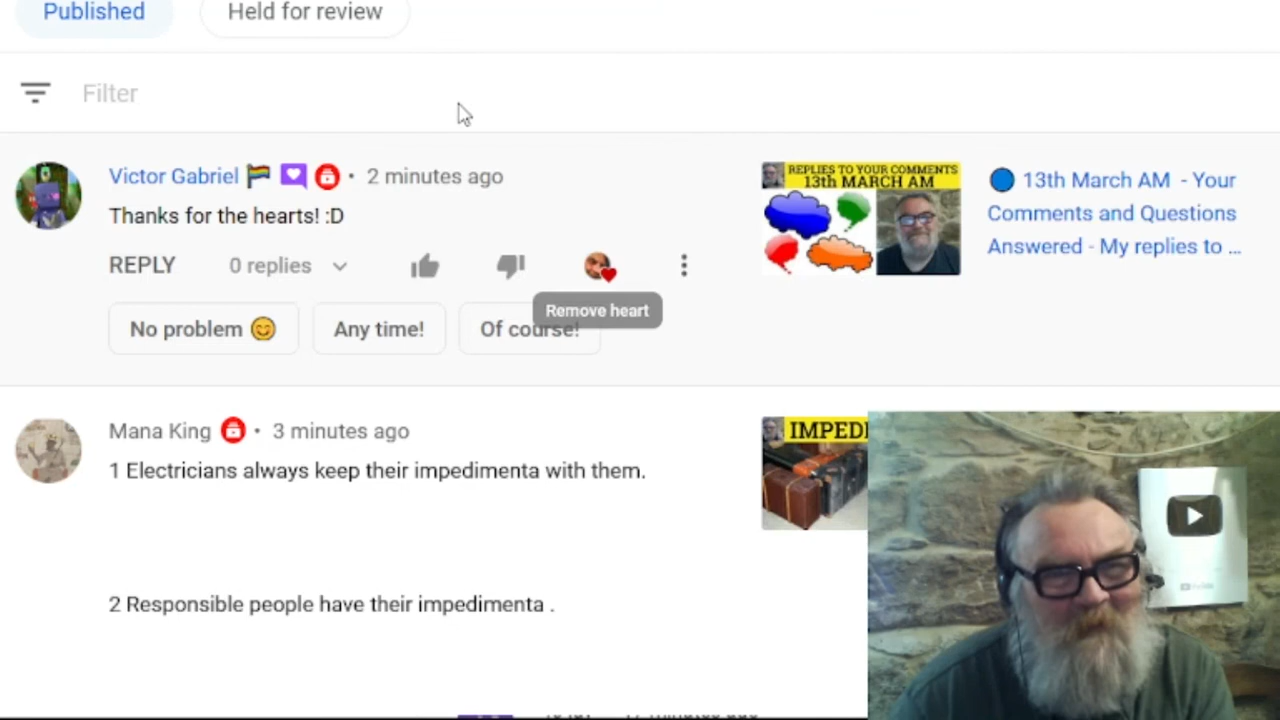 Published
Held for review
Filter
Victor Gabriel 🏳️‍🌈 • 2 minutes ago
Thanks for the hearts! :D
REPLY 0 replies
Remove heart
No problem 😊
Any time!
Of course!
REPLIES TO YOUR COMMENTS
13th MARCH AM
🔵 13th March AM - Your
Comments and Questions
Answered - My replies to ...
Mana King • 3 minutes ago
1 Electricians always keep their impedimenta with them.
2 Responsible people have their impedimenta .
IMPEDI